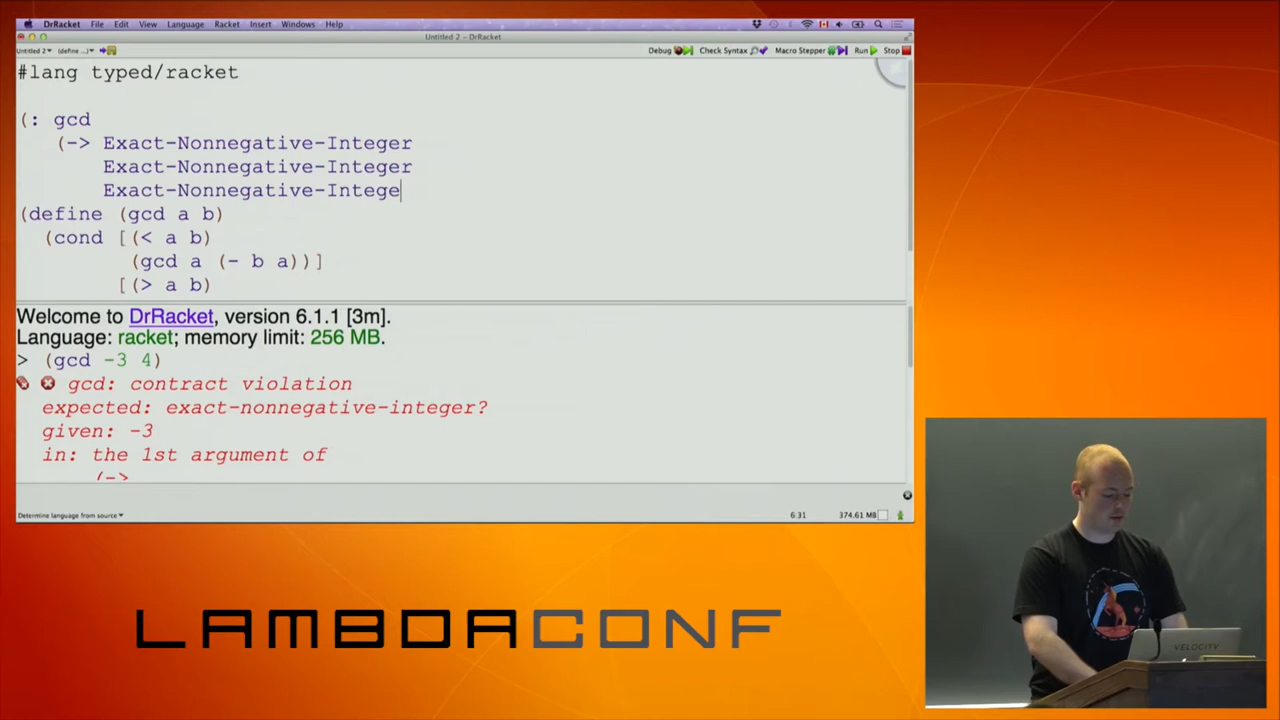 DrRacket File Edit View Language Racket Insert Windows Help
Untitled 2 - DrRacket
Untitled 2 (define ...) Debug Check Syntax Macro Stepper Run Stop
#lang typed/racket
(: gcd
(-> Exact-Nonnegative-Integer
Exact-Nonnegative-Integer
Exact-Nonnegative-Intege
(define (gcd a b)
(cond [(< a b)
(gcd a (- b a))]
[(> a b)
Welcome to DrRacket, version 6.1.1 [3m].
Language: racket; memory limit: 256 MB.
> (gcd -3 4)
gcd: contract violation
expected: exact-nonnegative-integer?
given: -3
in: the 1st argument of
(->
Determine language from source 6:31 374.61 MB
VELOCITY
LAMBDACONF